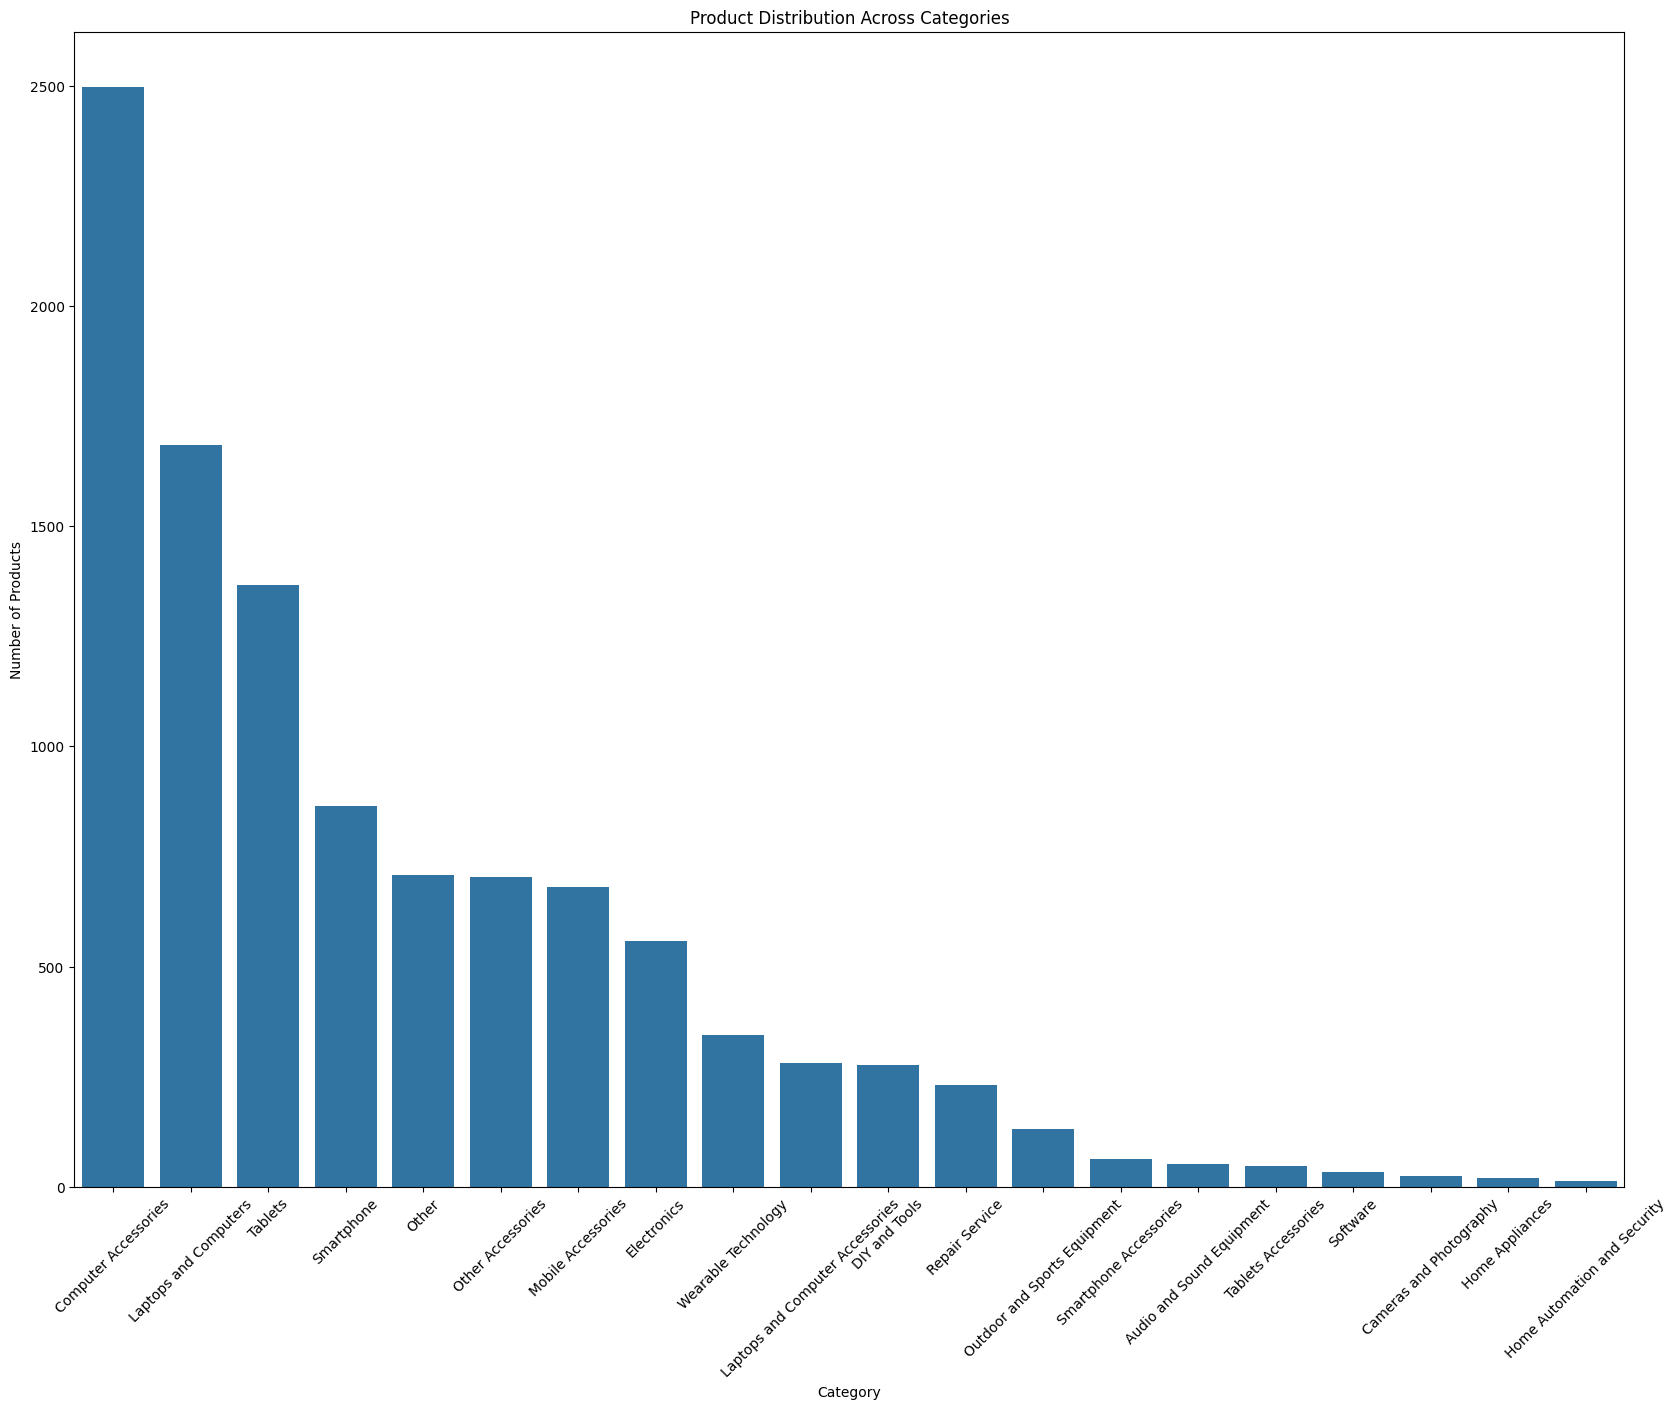 Product Distribution Across Categories
Number of Products
2500
2000
1500
1000
500
0
Computer Accessories
Laptops and Computers
Tablets
Smartphone
Other
Other Accessories
Mobile Accessories
Electronics
Wearable Technology
Laptops and Computer Accessories
DIY and Tools
Repair Service
Outdoor and Sports Equipment
Smartphone Accessories
Audio and Sound Equipment
Tablets Accessories
Software
Cameras and Photography
Home Appliances
Home Automation and Security
Category